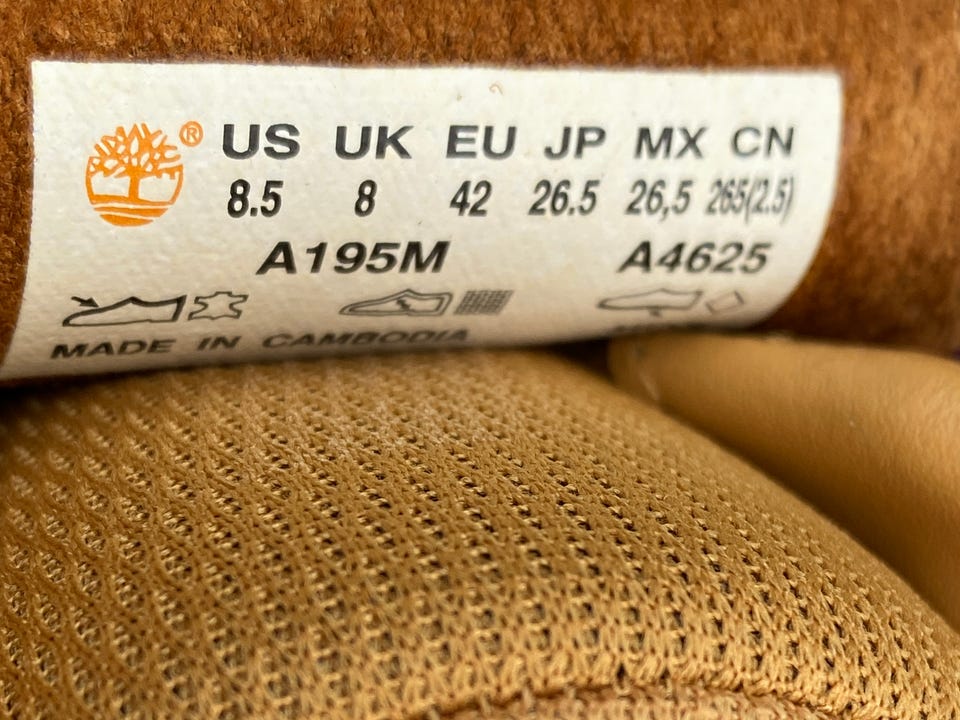 ® US UK EU JP MX CN
8.5 8 42 26.5 26,5 265(2.5)
A195M A4625
MADE IN CAMBODIA